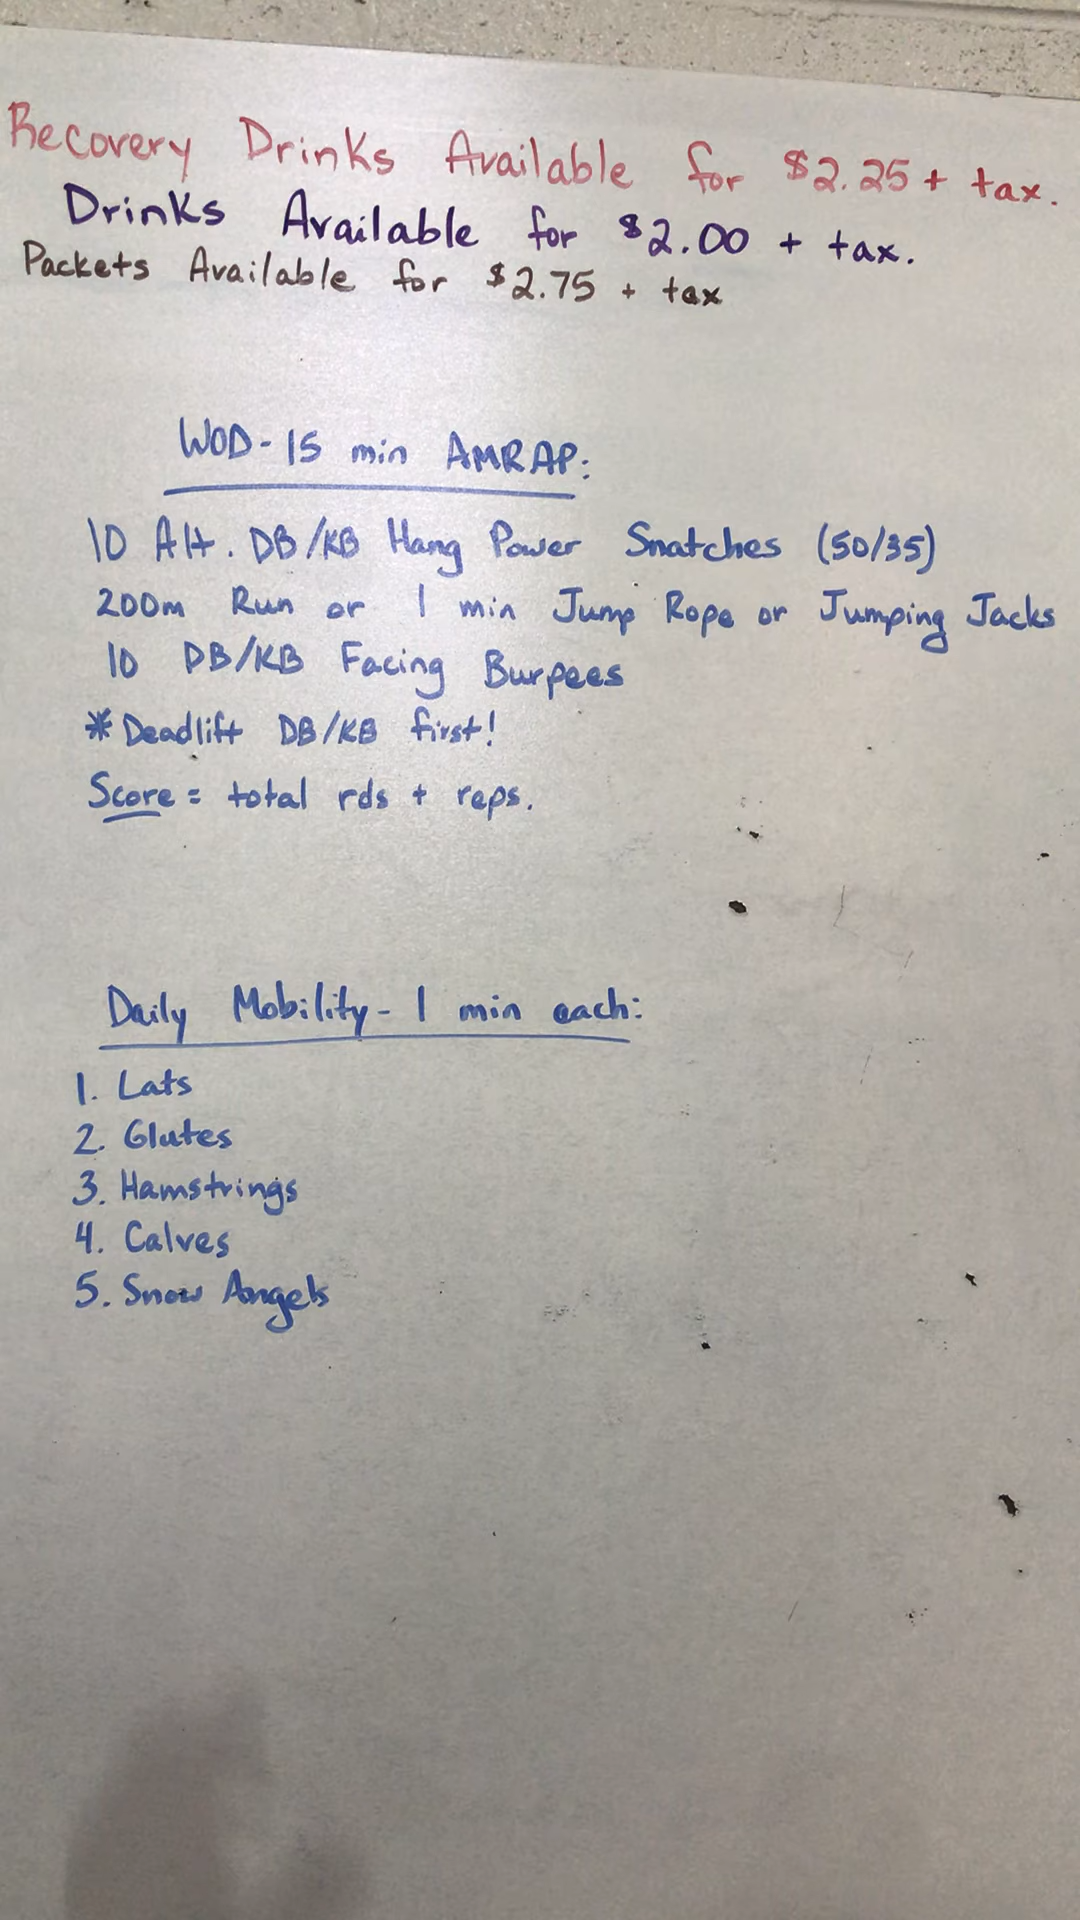 Recovery Drinks Available for $2.25 + tax.
Drinks Available for $2.00 + tax.
Packets Available for $2.75 + tax
WOD - 15 min AMRAP:
10 Alt. DB/KB Hang Power Snatches (50/35)
200m Run or 1 min Jump Rope or Jumping Jacks
10 DB/KB Facing Burpees
* Deadlift DB/KB first!
Score = total rds + reps.
Daily Mobility - 1 min each:
1. Lats
2. Glutes
3. Hamstrings
4. Calves
5. Snow Angels